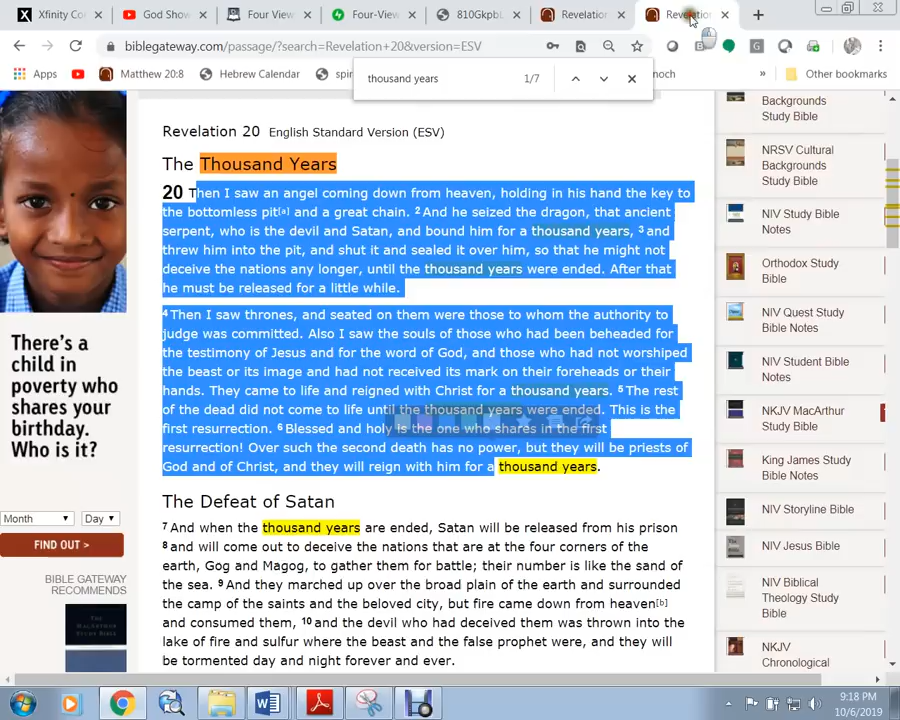 Xfinity Co
God Show
Four View
Four-View
810GkpbL
Revelation
Revelation
biblegateway.com/passage/?search=Revelation+20&version=ESV
Apps
Matthew 20:8
Hebrew Calendar
spir
noch
»
Other bookmarks
thousand years 1/7
Revelation 20 English Standard Version (ESV)
The Thousand Years
20 Then I saw an angel coming down from heaven, holding in his hand the key to
the bottomless pit[a] and a great chain. 2 And he seized the dragon, that ancient
serpent, who is the devil and Satan, and bound him for a thousand years, 3 and
threw him into the pit, and shut it and sealed it over him, so that he might not
deceive the nations any longer, until the thousand years were ended. After that
he must be released for a little while.
4 Then I saw thrones, and seated on them were those to whom the authority to
judge was committed. Also I saw the souls of those who had been beheaded for
the testimony of Jesus and for the word of God, and those who had not worshiped
the beast or its image and had not received its mark on their foreheads or their
hands. They came to life and reigned with Christ for a thousand years. 5 The rest
of the dead did not come to life until the thousand years were ended. This is the
first resurrection. 6 Blessed and holy is the one who shares in the first
resurrection! Over such the second death has no power, but they will be priests of
God and of Christ, and they will reign with him for a thousand years.
The Defeat of Satan
7 And when the thousand years are ended, Satan will be released from his prison
8 and will come out to deceive the nations that are at the four corners of the
earth, Gog and Magog, to gather them for battle; their number is like the sand of
the sea. 9 And they marched up over the broad plain of the earth and surrounded
the camp of the saints and the beloved city, but fire came down from heaven[b]
and consumed them, 10 and the devil who had deceived them was thrown into the
lake of fire and sulfur where the beast and the false prophet were, and they will
be tormented day and night forever and ever.
There's a
child in
poverty who
shares your
birthday.
Who is it?
Month
Day
FIND OUT >
BIBLE GATEWAY
RECOMMENDS
Backgrounds
Study Bible
NRSV Cultural
Backgrounds
Study Bible
NIV Study Bible
Notes
Orthodox Study
Bible
NIV Quest Study
Bible Notes
NIV Student Bible
Notes
NKJV MacArthur
Study Bible
King James Study
Bible Notes
NIV Storyline Bible
NIV Jesus Bible
NIV Biblical
Theology Study
Bible
NKJV
Chronological
9:18 PM
10/6/2019